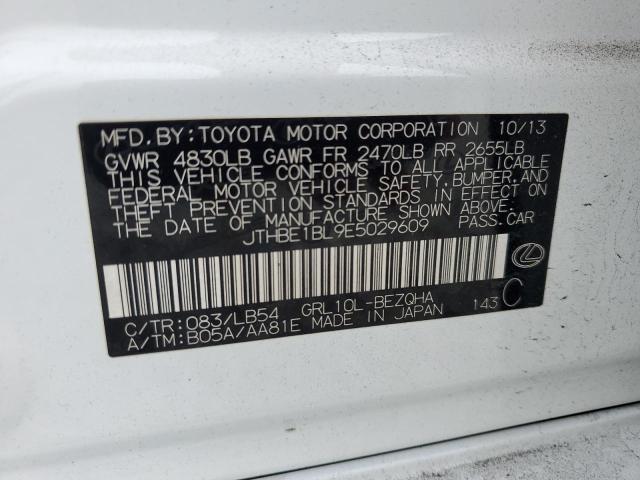 MFD. BY: TOYOTA MOTOR CORPORATION 10/13
GVWR 4830LB GAWR FR 2470LB RR 2655LB
THIS VEHICLE CONFORMS TO ALL APPLICABLE
FEDERAL MOTOR VEHICLE SAFETY, BUMPER, AND
THEFT PREVENTION STANDARDS IN EFFECT ON
THE DATE OF MANUFACTURE SHOWN ABOVE.
JTHBE1BL9E5029609 PASS. CAR
C/TR: 083/LB54 GRL10L-BEZQHA 143 C
A/TM: B05A/AA81E MADE IN JAPAN